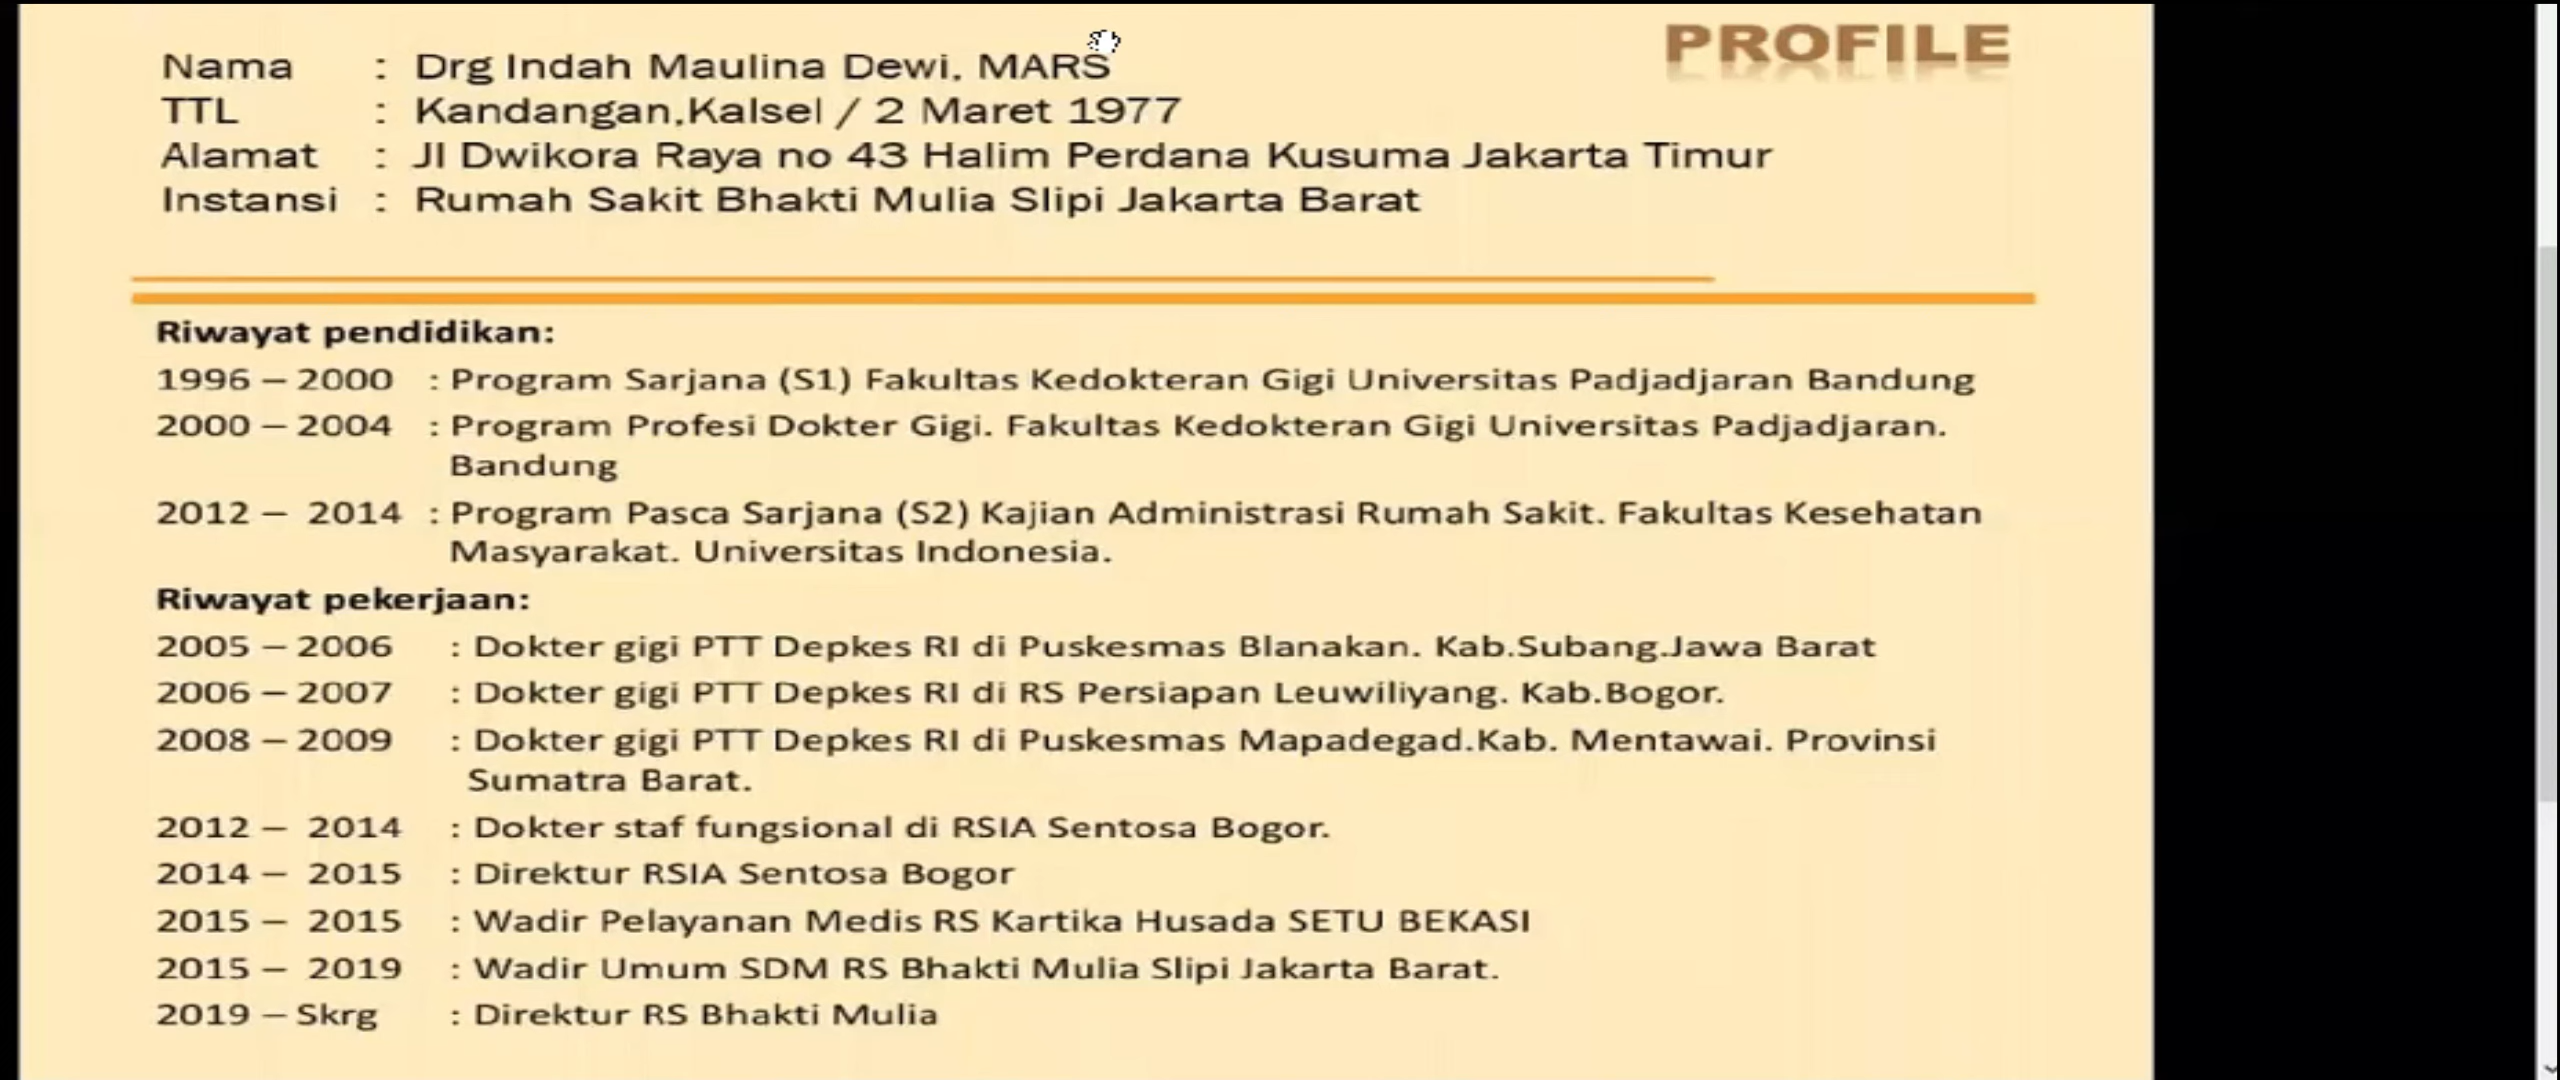 PROFILE
Nama : Drg Indah Maulina Dewi, MARS
TTL : Kandangan,Kalsel / 2 Maret 1977
Alamat : Jl Dwikora Raya no 43 Halim Perdana Kusuma Jakarta Timur
Instansi : Rumah Sakit Bhakti Mulia Slipi Jakarta Barat
Riwayat pendidikan:
1996 – 2000 : Program Sarjana (S1) Fakultas Kedokteran Gigi Universitas Padjadjaran Bandung
2000 – 2004 : Program Profesi Dokter Gigi. Fakultas Kedokteran Gigi Universitas Padjadjaran.
Bandung
2012 – 2014 : Program Pasca Sarjana (S2) Kajian Administrasi Rumah Sakit. Fakultas Kesehatan
Masyarakat. Universitas Indonesia.
Riwayat pekerjaan:
2005 – 2006 : Dokter gigi PTT Depkes RI di Puskesmas Blanakan. Kab.Subang.Jawa Barat
2006 – 2007 : Dokter gigi PTT Depkes RI di RS Persiapan Leuwiliyang. Kab.Bogor.
2008 – 2009 : Dokter gigi PTT Depkes RI di Puskesmas Mapadegad.Kab. Mentawai. Provinsi
Sumatra Barat.
2012 – 2014 : Dokter staf fungsional di RSIA Sentosa Bogor.
2014 – 2015 : Direktur RSIA Sentosa Bogor
2015 – 2015 : Wadir Pelayanan Medis RS Kartika Husada SETU BEKASI
2015 – 2019 : Wadir Umum SDM RS Bhakti Mulia Slipi Jakarta Barat.
2019 – Skrg : Direktur RS Bhakti Mulia